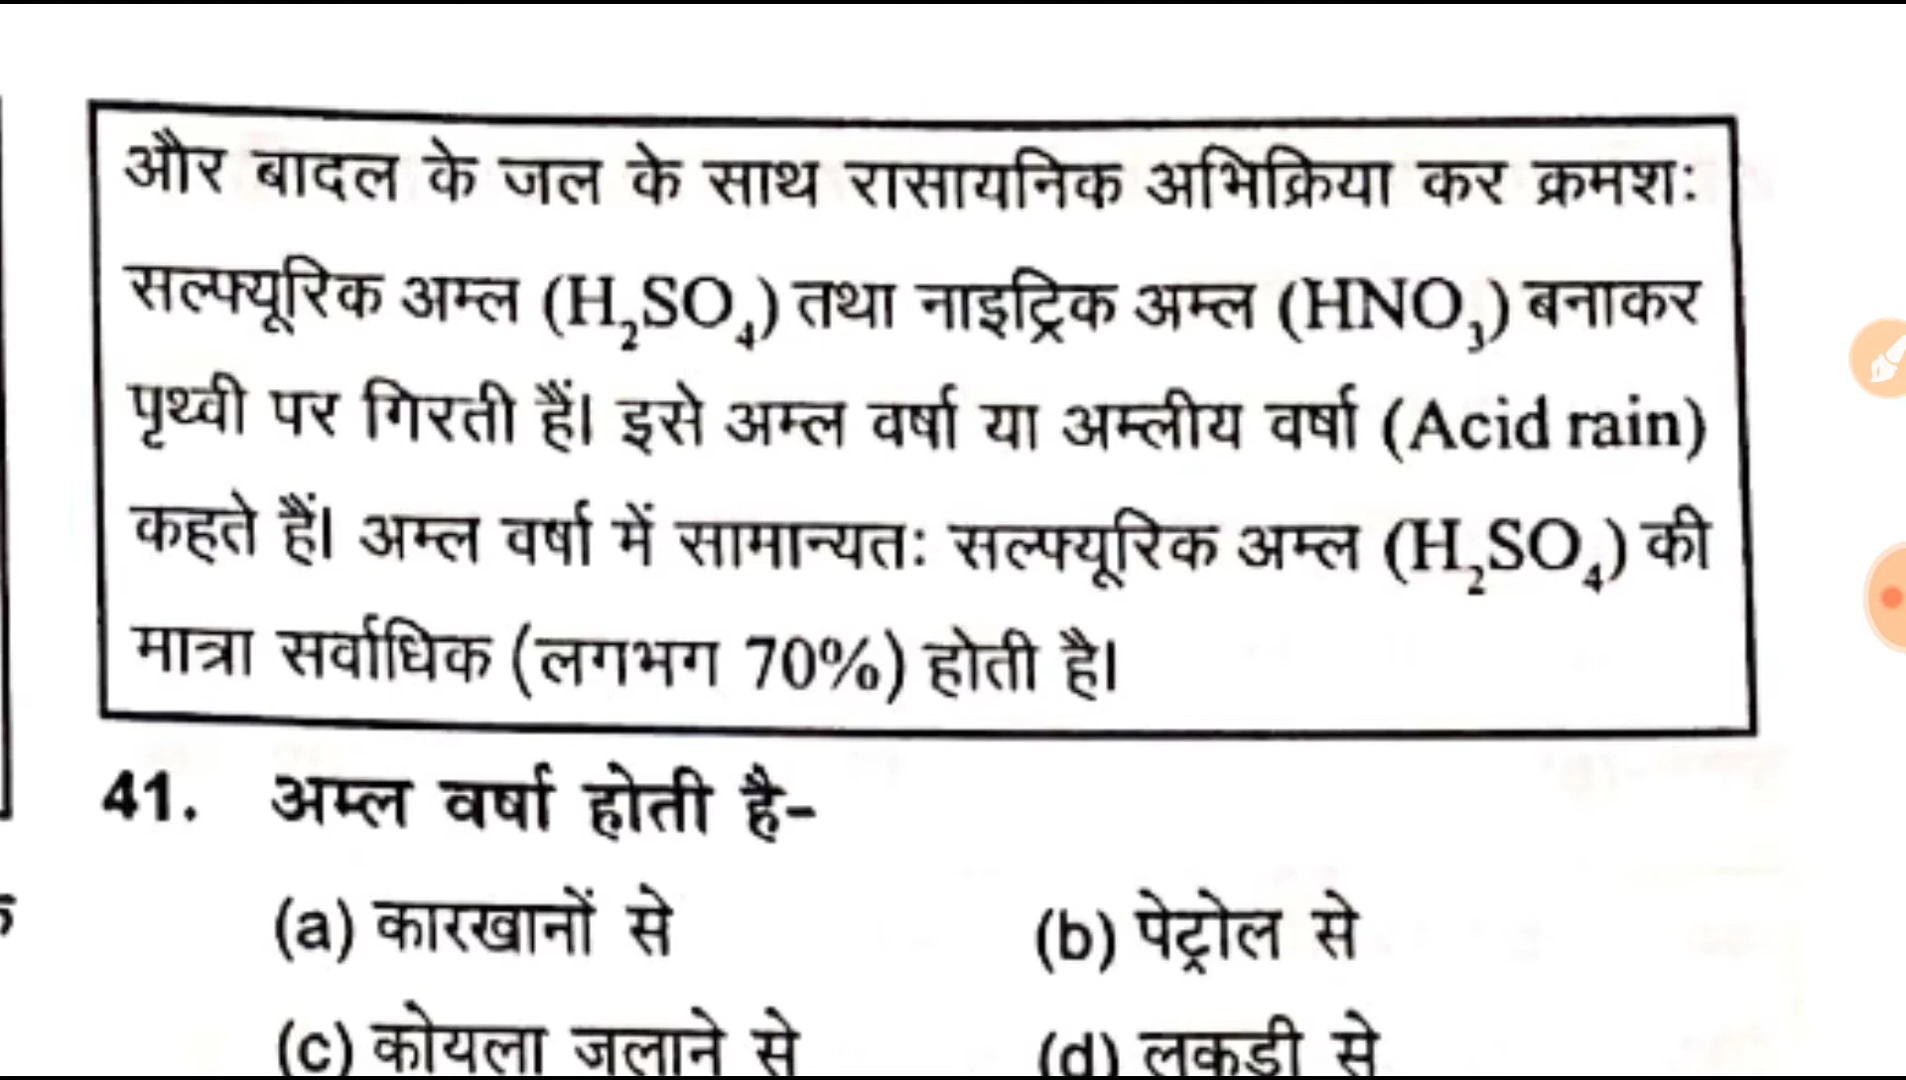 और बादल के जल के साथ रासायनिक अभिक्रिया कर क्रमशः
सल्फ्यूरिक अम्ल (H₂SO₄) तथा नाइट्रिक अम्ल (HNO₃) बनाकर
पृथ्वी पर गिरती हैं। इसे अम्ल वर्षा या अम्लीय वर्षा (Acid rain)
कहते हैं। अम्ल वर्षा में सामान्यतः सल्फ्यूरिक अम्ल (H₂SO₄) की
मात्रा सर्वाधिक (लगभग 70%) होती है।
41. अम्ल वर्षा होती है-
(a) कारखानों से (b) पेट्रोल से
(c) कोयला जलाने से (d) लकडी से